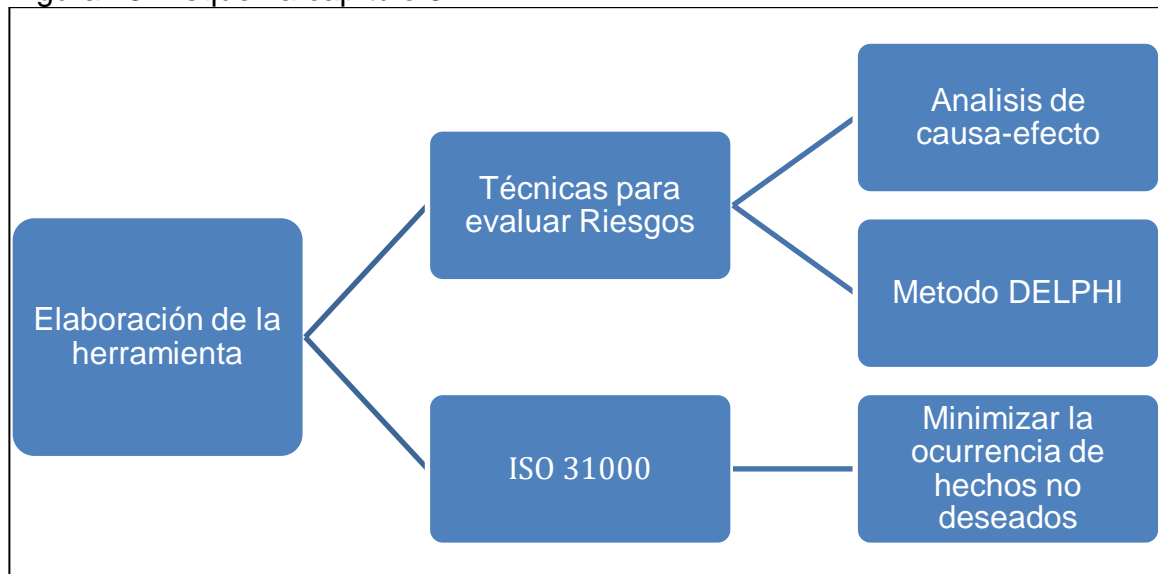 Analisis de
causa-efecto
Técnicas para
evaluar Riesgos
Metodo DELPHI
Elaboración de la
herramienta
ISO 31000
Minimizar la
ocurrencia de
hechos no
deseados